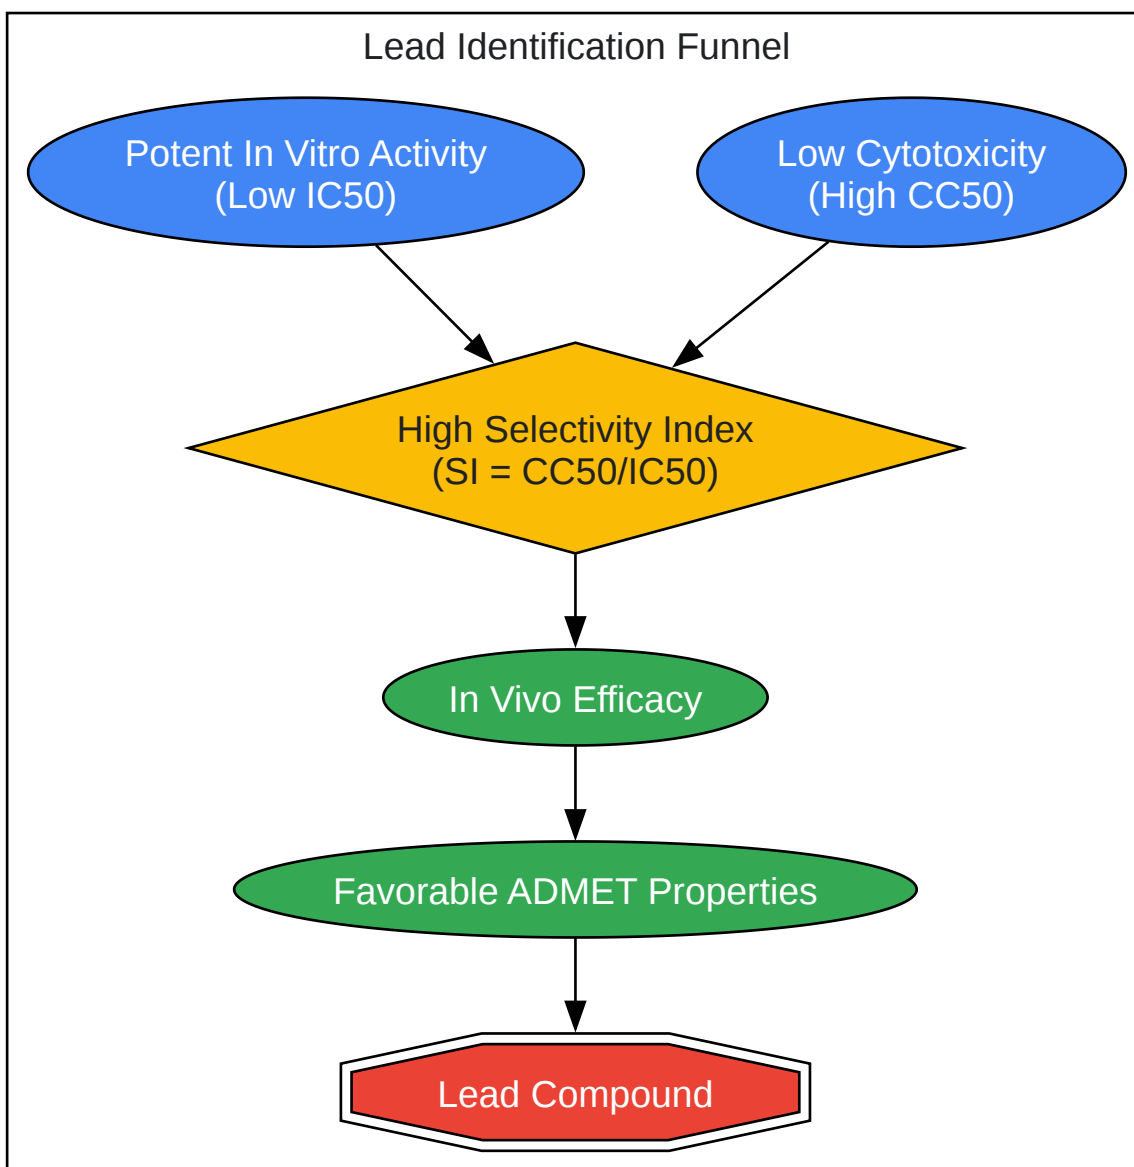 Lead Identification Funnel
Potent In Vitro Activity
(Low IC50)
Low Cytotoxicity
(High CC50)
High Selectivity Index
(SI = CC50/IC50)
In Vivo Efficacy
Favorable ADMET Properties
Lead Compound